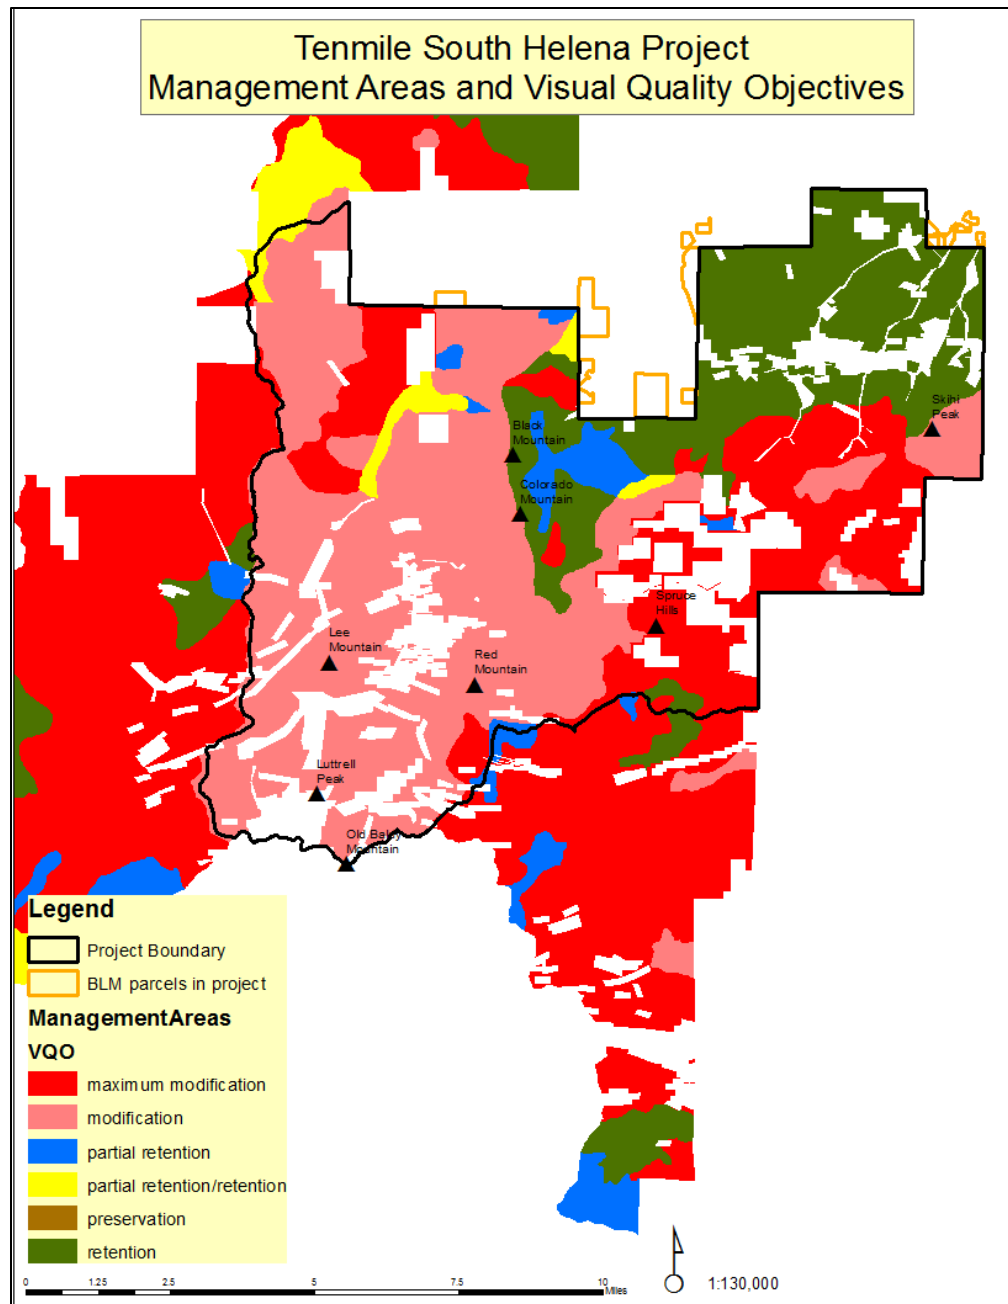 Tenmile South Helena Project
Management Areas and Visual Quality Objectives
Skihi
Peak
Black
Mountain
Colorado
Mountain
Spruce
Hills
Lee
Mountain
Red
Mountain
Luttrell
Peak
Old Baley
Mountain
Legend
Project Boundary
BLM parcels in project
ManagementAreas
VQO
maximum modification
modification
partial retention
partial retention/retention
preservation
retention
0 1.25 2.5 5 7.5 10
Miles
1:130,000